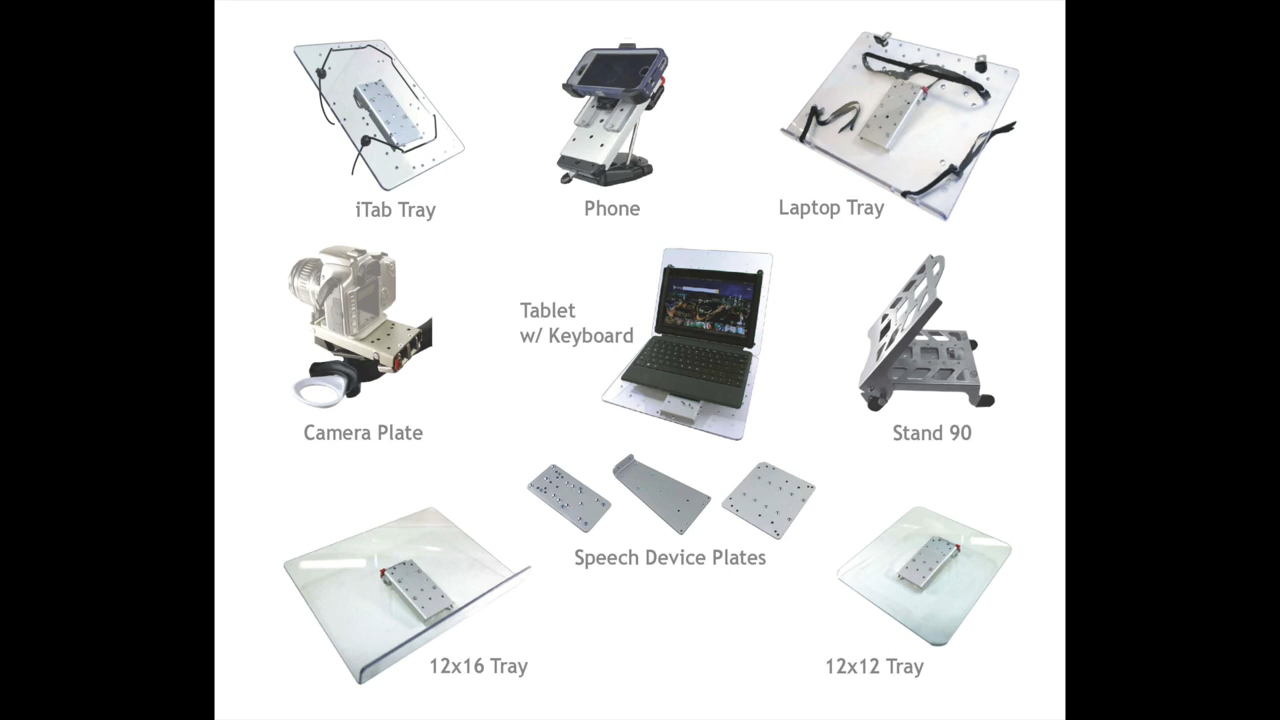 iTab Tray
Phone
Laptop Tray
Camera Plate
Tablet
w/ Keyboard
Stand 90
Speech Device Plates
12x16 Tray
12x12 Tray